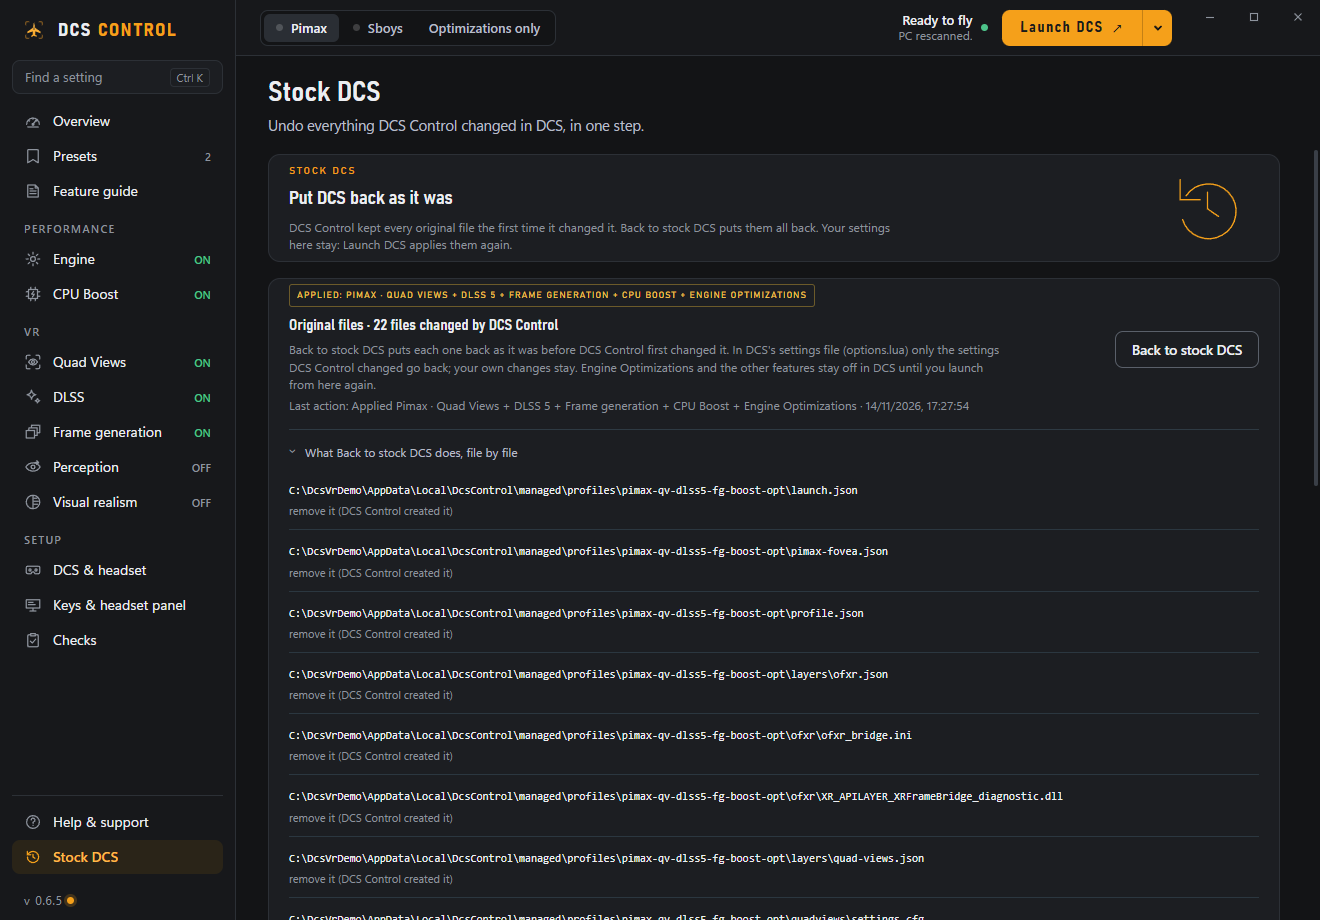 DCS CONTROL
Find a setting
Ctrl K
Overview
Presets 2
Feature guide
PERFORMANCE
Engine ON
CPU Boost ON
VR
Quad Views ON
DLSS ON
Frame generation ON
Perception OFF
Visual realism OFF
SETUP
DCS & headset
Keys & headset panel
Checks
Help & support
Stock DCS
v 0.6.5
Pimax
Sboys
Optimizations only
Ready to fly
PC rescanned.
Launch DCS ↗
Stock DCS
Undo everything DCS Control changed in DCS, in one step.
STOCK DCS
Put DCS back as it was
DCS Control kept every original file the first time it changed it. Back to stock DCS puts them all back. Your settings
here stay: Launch DCS applies them again.
APPLIED: PIMAX · QUAD VIEWS + DLSS 5 + FRAME GENERATION + CPU BOOST + ENGINE OPTIMIZATIONS
Original files · 22 files changed by DCS Control
Back to stock DCS puts each one back as it was before DCS Control first changed it. In DCS's settings file (options.lua) only the settings
DCS Control changed go back; your own changes stay. Engine Optimizations and the other features stay off in DCS until you launch
from here again.
Last action: Applied Pimax · Quad Views + DLSS 5 + Frame generation + CPU Boost + Engine Optimizations · 14/11/2026, 17:27:54
Back to stock DCS
What Back to stock DCS does, file by file
C:\DcsVrDemo\AppData\Local\DcsControl\managed\profiles\pimax-qv-dlss5-fg-boost-opt\launch.json
remove it (DCS Control created it)
C:\DcsVrDemo\AppData\Local\DcsControl\managed\profiles\pimax-qv-dlss5-fg-boost-opt\pimax-fovea.json
remove it (DCS Control created it)
C:\DcsVrDemo\AppData\Local\DcsControl\managed\profiles\pimax-qv-dlss5-fg-boost-opt\profile.json
remove it (DCS Control created it)
C:\DcsVrDemo\AppData\Local\DcsControl\managed\profiles\pimax-qv-dlss5-fg-boost-opt\layers\ofxr.json
remove it (DCS Control created it)
C:\DcsVrDemo\AppData\Local\DcsControl\managed\profiles\pimax-qv-dlss5-fg-boost-opt\ofxr\ofxr_bridge.ini
remove it (DCS Control created it)
C:\DcsVrDemo\AppData\Local\DcsControl\managed\profiles\pimax-qv-dlss5-fg-boost-opt\ofxr\XR_APILAYER_XRFrameBridge_diagnostic.dll
remove it (DCS Control created it)
C:\DcsVrDemo\AppData\Local\DcsControl\managed\profiles\pimax-qv-dlss5-fg-boost-opt\layers\quad-views.json
remove it (DCS Control created it)
C:\DcsVrDemo\AppData\Local\DcsControl\managed\profiles\pimax-qv-dlss5-fg-boost-opt\quadviews\settings.cfg